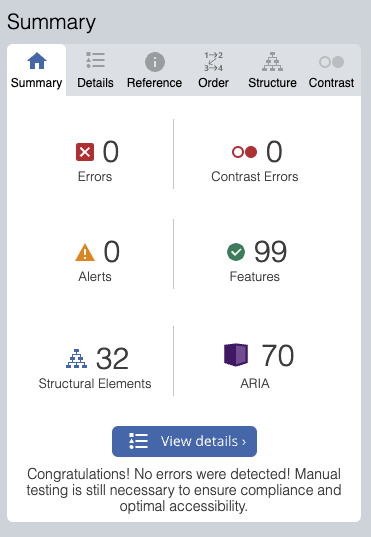 Summary
Summary Details Reference Order Structure Contrast
0 0
Errors Contrast Errors
0 99
Alerts Features
32 70
Structural Elements ARIA
View details ›
Congratulations! No errors were detected! Manual
testing is still necessary to ensure compliance and
optimal accessibility.